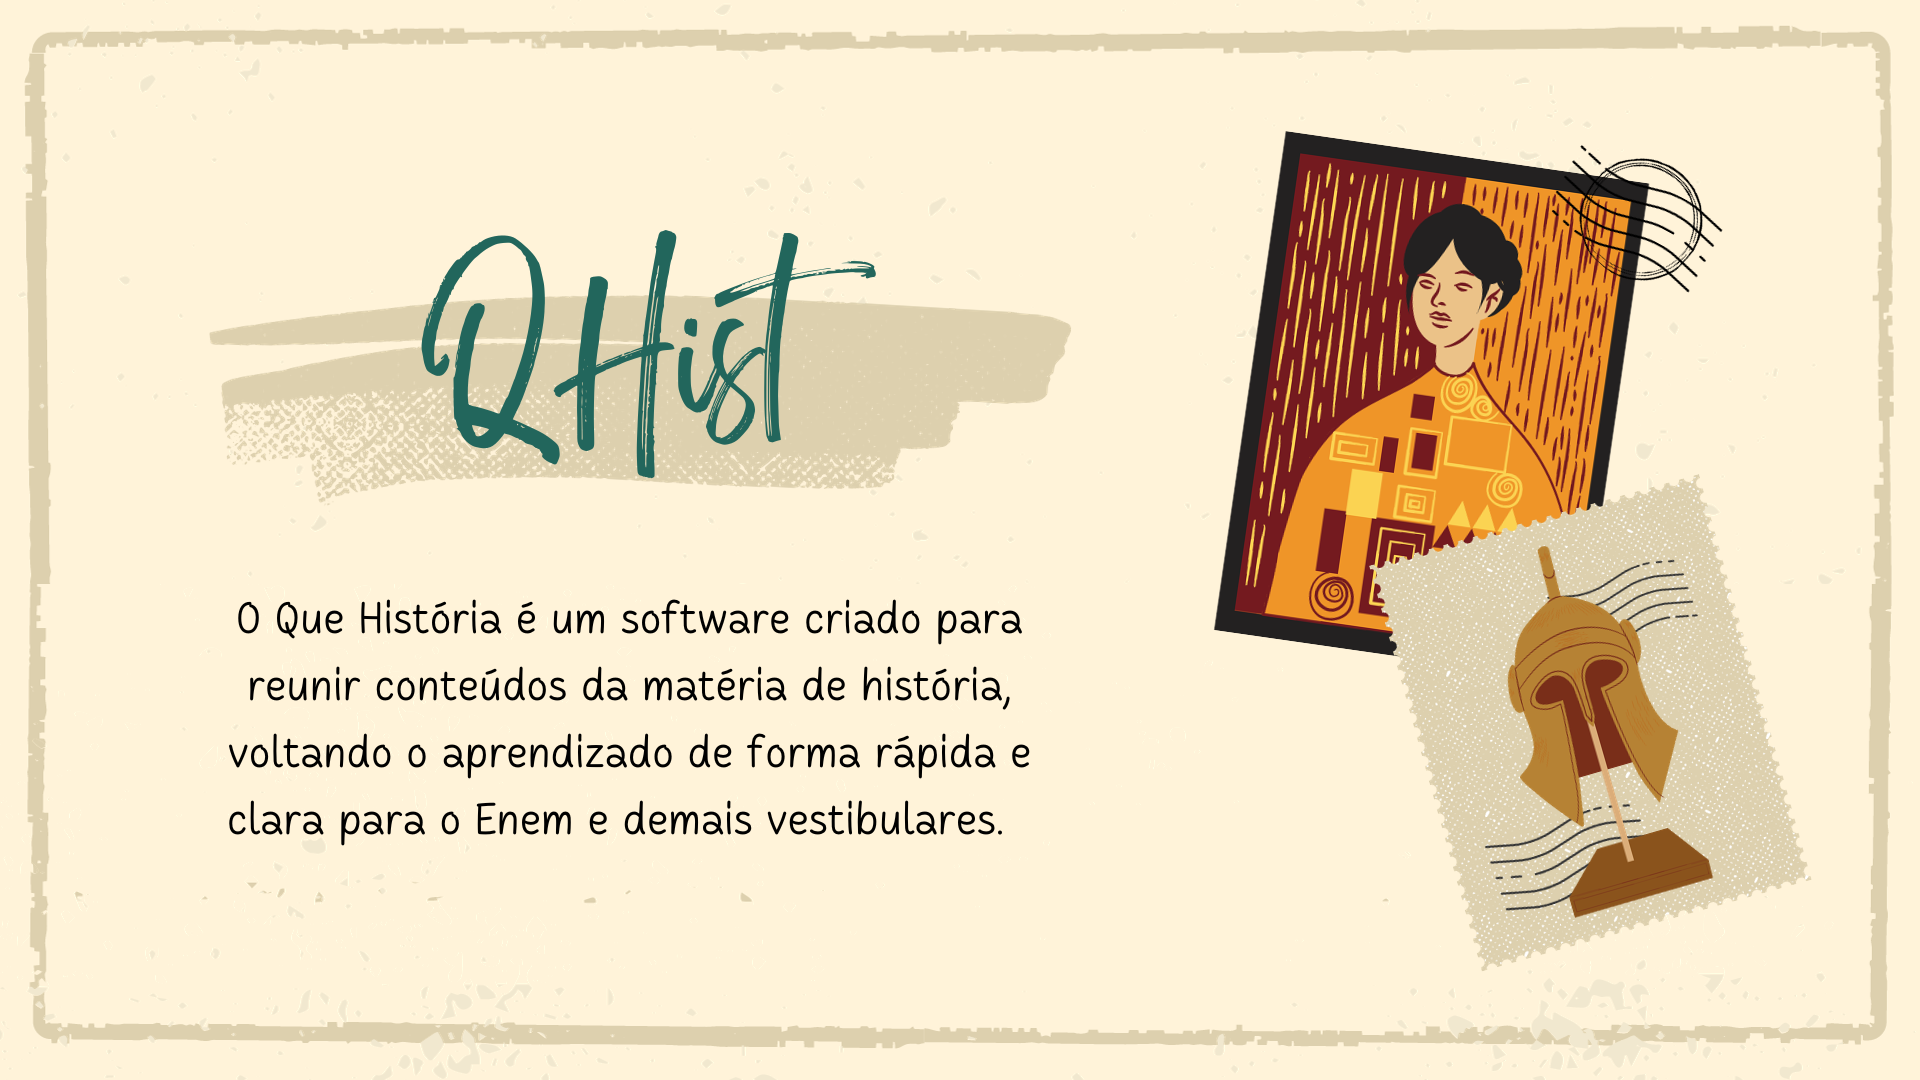 QHist
O Que História é um software criado para
reunir conteúdos da matéria de história,
voltando o aprendizado de forma rápida e
clara para o Enem e demais vestibulares.